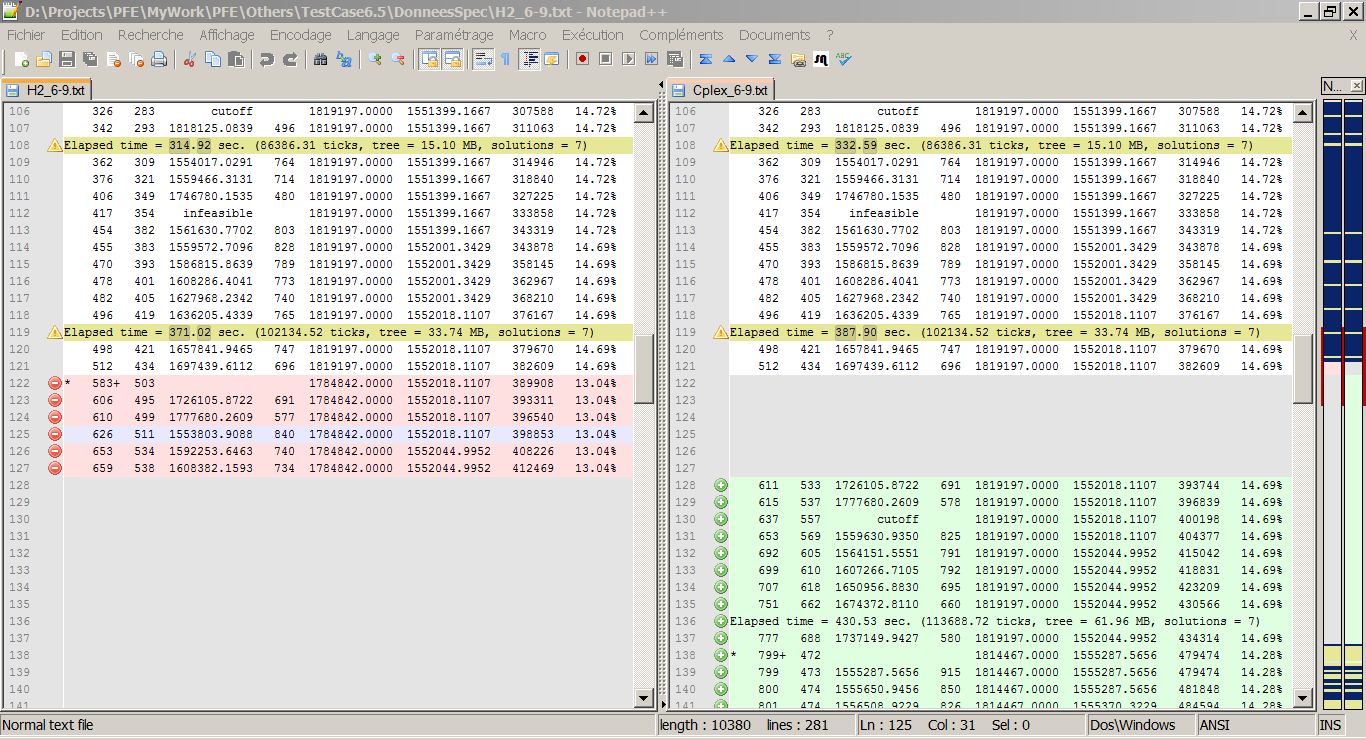 D:\Projects\PFE\MyWork\PFE\Others\TestCase6.5\DonneesSpec\H2_6-9.txt - Notepad++
Fichier Edition Recherche Affichage Encodage Langage Paramétrage Macro Exécution Compléments Documents ? X
H2_6-9.txt
106 326 283 cutoff 1819197.0000 1551399.1667 307588 14.72%
107 342 293 1818125.0839 496 1819197.0000 1551399.1667 311063 14.72%
108 Elapsed time = 314.92 sec. (86386.31 ticks, tree = 15.10 MB, solutions = 7)
109 362 309 1554017.0291 764 1819197.0000 1551399.1667 314946 14.72%
110 376 321 1559466.3131 714 1819197.0000 1551399.1667 318840 14.72%
111 406 349 1746780.1535 480 1819197.0000 1551399.1667 327225 14.72%
112 417 354 infeasible 1819197.0000 1551399.1667 333858 14.72%
113 454 382 1561630.7702 803 1819197.0000 1551399.1667 343319 14.72%
114 455 383 1559572.7096 828 1819197.0000 1552001.3429 343878 14.69%
115 470 393 1586815.8639 789 1819197.0000 1552001.3429 358145 14.69%
116 478 401 1608286.4041 773 1819197.0000 1552001.3429 362967 14.69%
117 482 405 1627968.2342 740 1819197.0000 1552001.3429 368210 14.69%
118 496 419 1636205.4339 765 1819197.0000 1552018.1107 376167 14.69%
119 Elapsed time = 371.02 sec. (102134.52 ticks, tree = 33.74 MB, solutions = 7)
120 498 421 1657841.9465 747 1819197.0000 1552018.1107 379670 14.69%
121 512 434 1697439.6112 696 1819197.0000 1552018.1107 382609 14.69%
122 * 583+ 503 1784842.0000 1552018.1107 389908 13.04%
123 606 495 1726105.8722 691 1784842.0000 1552018.1107 393311 13.04%
124 610 499 1777680.2609 577 1784842.0000 1552018.1107 396540 13.04%
125 626 511 1553803.9088 840 1784842.0000 1552018.1107 398853 13.04%
126 653 534 1592253.6463 740 1784842.0000 1552044.9952 408226 13.04%
127 659 538 1608382.1593 734 1784842.0000 1552044.9952 412469 13.04%
128
129
130
131
132
133
134
135
136
137
138
139
140
141
Cplex_6-9.txt
106 326 283 cutoff 1819197.0000 1551399.1667 307588 14.72%
107 342 293 1818125.0839 496 1819197.0000 1551399.1667 311063 14.72%
108 Elapsed time = 332.59 sec. (86386.31 ticks, tree = 15.10 MB, solutions = 7)
109 362 309 1554017.0291 764 1819197.0000 1551399.1667 314946 14.72%
110 376 321 1559466.3131 714 1819197.0000 1551399.1667 318840 14.72%
111 406 349 1746780.1535 480 1819197.0000 1551399.1667 327225 14.72%
112 417 354 infeasible 1819197.0000 1551399.1667 333858 14.72%
113 454 382 1561630.7702 803 1819197.0000 1551399.1667 343319 14.72%
114 455 383 1559572.7096 828 1819197.0000 1552001.3429 343878 14.69%
115 470 393 1586815.8639 789 1819197.0000 1552001.3429 358145 14.69%
116 478 401 1608286.4041 773 1819197.0000 1552001.3429 362967 14.69%
117 482 405 1627968.2342 740 1819197.0000 1552001.3429 368210 14.69%
118 496 419 1636205.4339 765 1819197.0000 1552018.1107 376167 14.69%
119 Elapsed time = 387.90 sec. (102134.52 ticks, tree = 33.74 MB, solutions = 7)
120 498 421 1657841.9465 747 1819197.0000 1552018.1107 379670 14.69%
121 512 434 1697439.6112 696 1819197.0000 1552018.1107 382609 14.69%
122
123
124
125
126
127
128 611 533 1726105.8722 691 1819197.0000 1552018.1107 393744 14.69%
129 615 537 1777680.2609 578 1819197.0000 1552018.1107 396839 14.69%
130 637 557 cutoff 1819197.0000 1552018.1107 400198 14.69%
131 653 569 1559630.9350 825 1819197.0000 1552018.1107 404377 14.69%
132 692 605 1564151.5551 791 1819197.0000 1552044.9952 415042 14.69%
133 699 610 1607266.7105 792 1819197.0000 1552044.9952 418831 14.69%
134 707 618 1650956.8830 695 1819197.0000 1552044.9952 423209 14.69%
135 751 662 1674372.8110 660 1819197.0000 1552044.9952 430566 14.69%
136 Elapsed time = 430.53 sec. (113688.72 ticks, tree = 61.96 MB, solutions = 7)
137 777 688 1737149.9427 580 1819197.0000 1552044.9952 434314 14.69%
138 * 799+ 472 1814467.0000 1555287.5656 479474 14.28%
139 799 473 1555287.5656 915 1814467.0000 1555287.5656 479474 14.28%
140 800 474 1555650.9456 850 1814467.0000 1555287.5656 481848 14.28%
141 801 474 1556508.9229 826 1814467.0000 1555370.3229 484594 14.28%
N...
Normal text file length : 10380 lines : 281 Ln : 125 Col : 31 Sel : 0 Dos\Windows ANSI INS